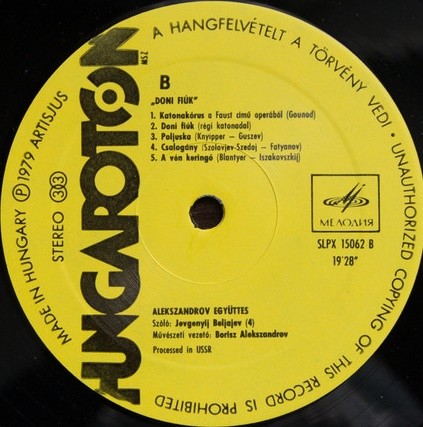 A HANGFELVÉTELT A TÖRVÉNY VÉDI · UNAUTHORIZED COPYING OF THIS RECORD IS PROHIBITED
MADE IN HUNGARY Ⓟ 1979 ARTISJUS
STEREO 33
HUNGAROTON
MSZ
B
„DONI FIÚK"
1. Katonakórus a Faust című operából (Gounod)
2. Doni fiúk (régi katonadal)
3. Poljuska (Knyipper – Guszev)
4. Csalogány (Szolovjev-Szedoj – Fatyanov)
5. A vén keringő (Blantyer – Iszakovszkij)
МЕЛОДИЯ
SLPX 15062 B
19'28"
ALEKSZANDROV EGYÜTTES
Szóló: Jevgenyij Beljajev (4)
Művészeti vezető: Borisz Alekszandrov
Processed in USSR